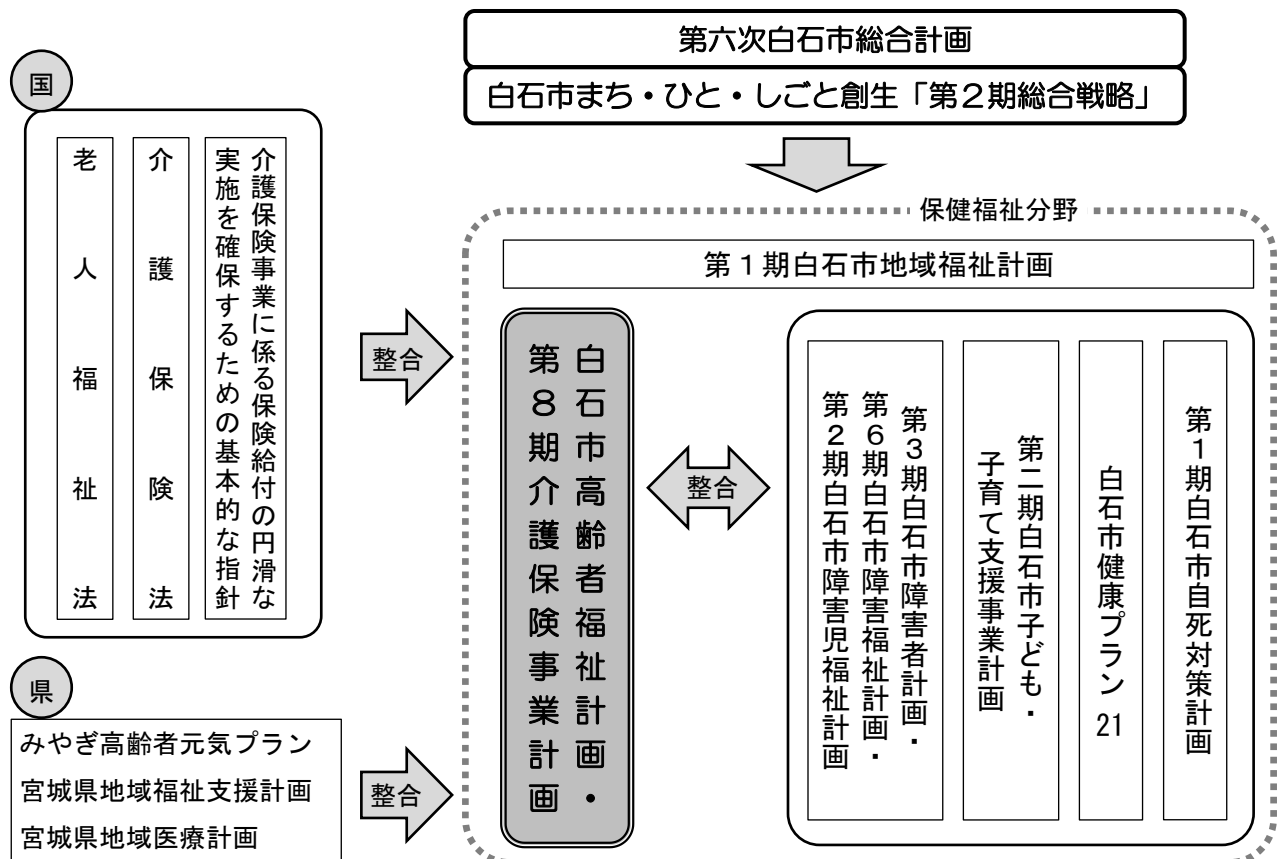 第六次白石市総合計画
白石市まち・ひと・しごと創生「第２期総合戦略」
国
介護保険事業に係る保険給付の円滑な
実施を確保するための基本的な指針
介護保険法
老人福祉法
整合
県
みやぎ高齢者元気プラン
宮城県地域福祉支援計画
宮城県地域医療計画
整合
保健福祉分野
第１期白石市地域福祉計画
白石市高齢者福祉計画・
第８期介護保険事業計画
整合
第１期白石市自死対策計画
白石市健康プラン 21
第二期白石市子ども・
子育て支援事業計画
第３期白石市障害者計画・
第６期白石市障害福祉計画・
第２期白石市障害児福祉計画